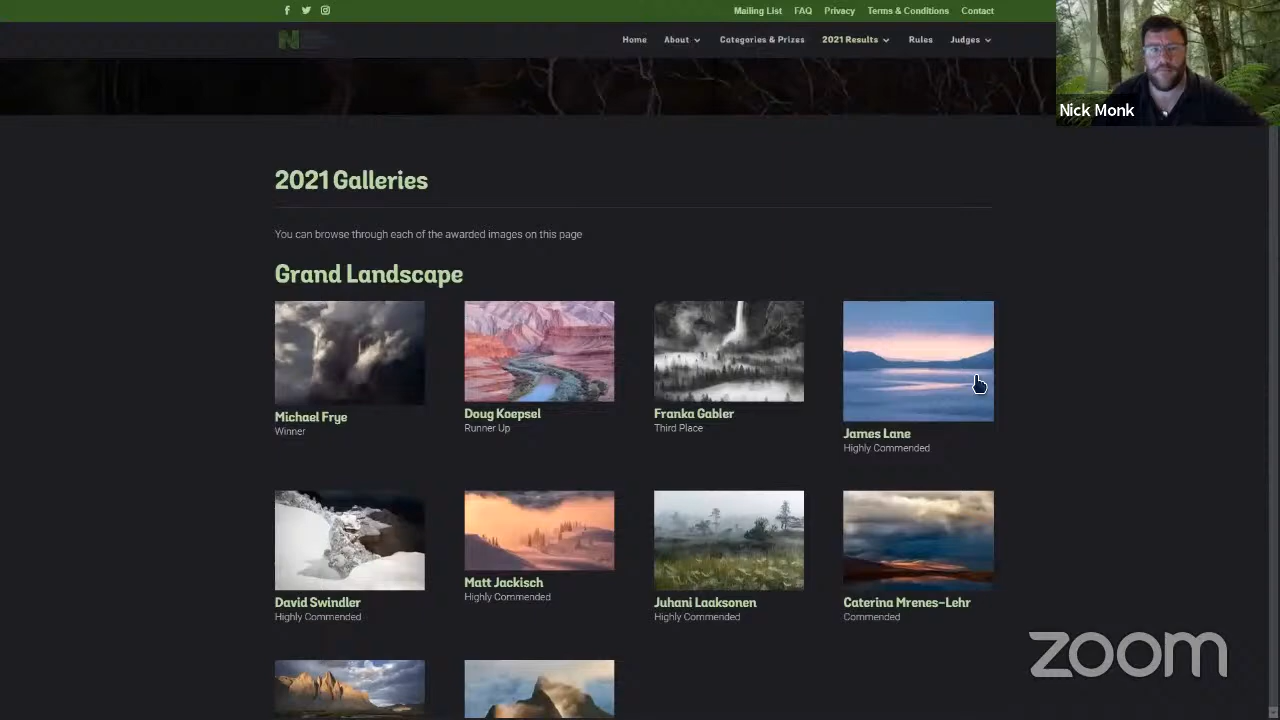 Mailing List FAQ Privacy Terms & Conditions Contact
N
Home About Categories & Prizes 2021 Results Rules Judges
Nick Monk
2021 Galleries
You can browse through each of the awarded images on this page
Grand Landscape
Michael Frye
Winner
Doug Koepsel
Runner Up
Franka Gabler
Third Place
James Lane
Highly Commended
David Swindler
Highly Commended
Matt Jackisch
Highly Commended
Juhani Laaksonen
Highly Commended
Caterina Mrenes-Lehr
Commended
zoom